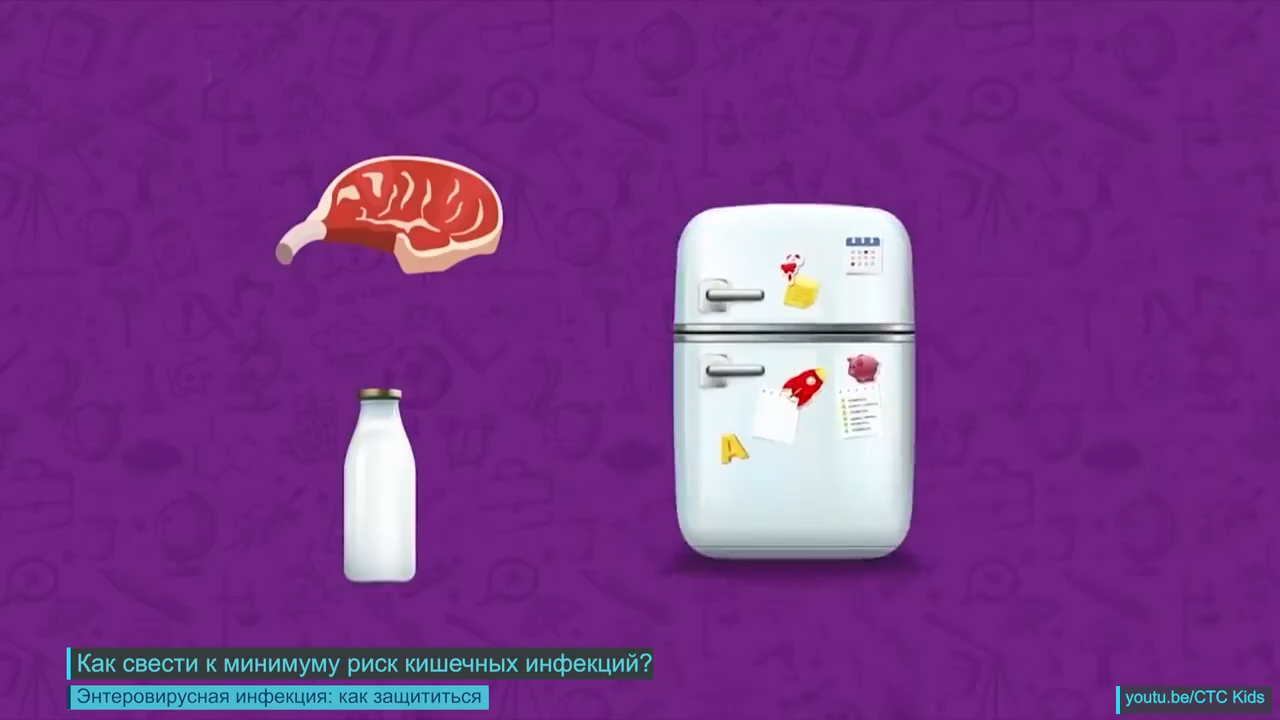 А
Как свести к минимуму риск кишечных инфекций?
Энтеровирусная инфекция: как защититься
youtu.be/CTC Kids